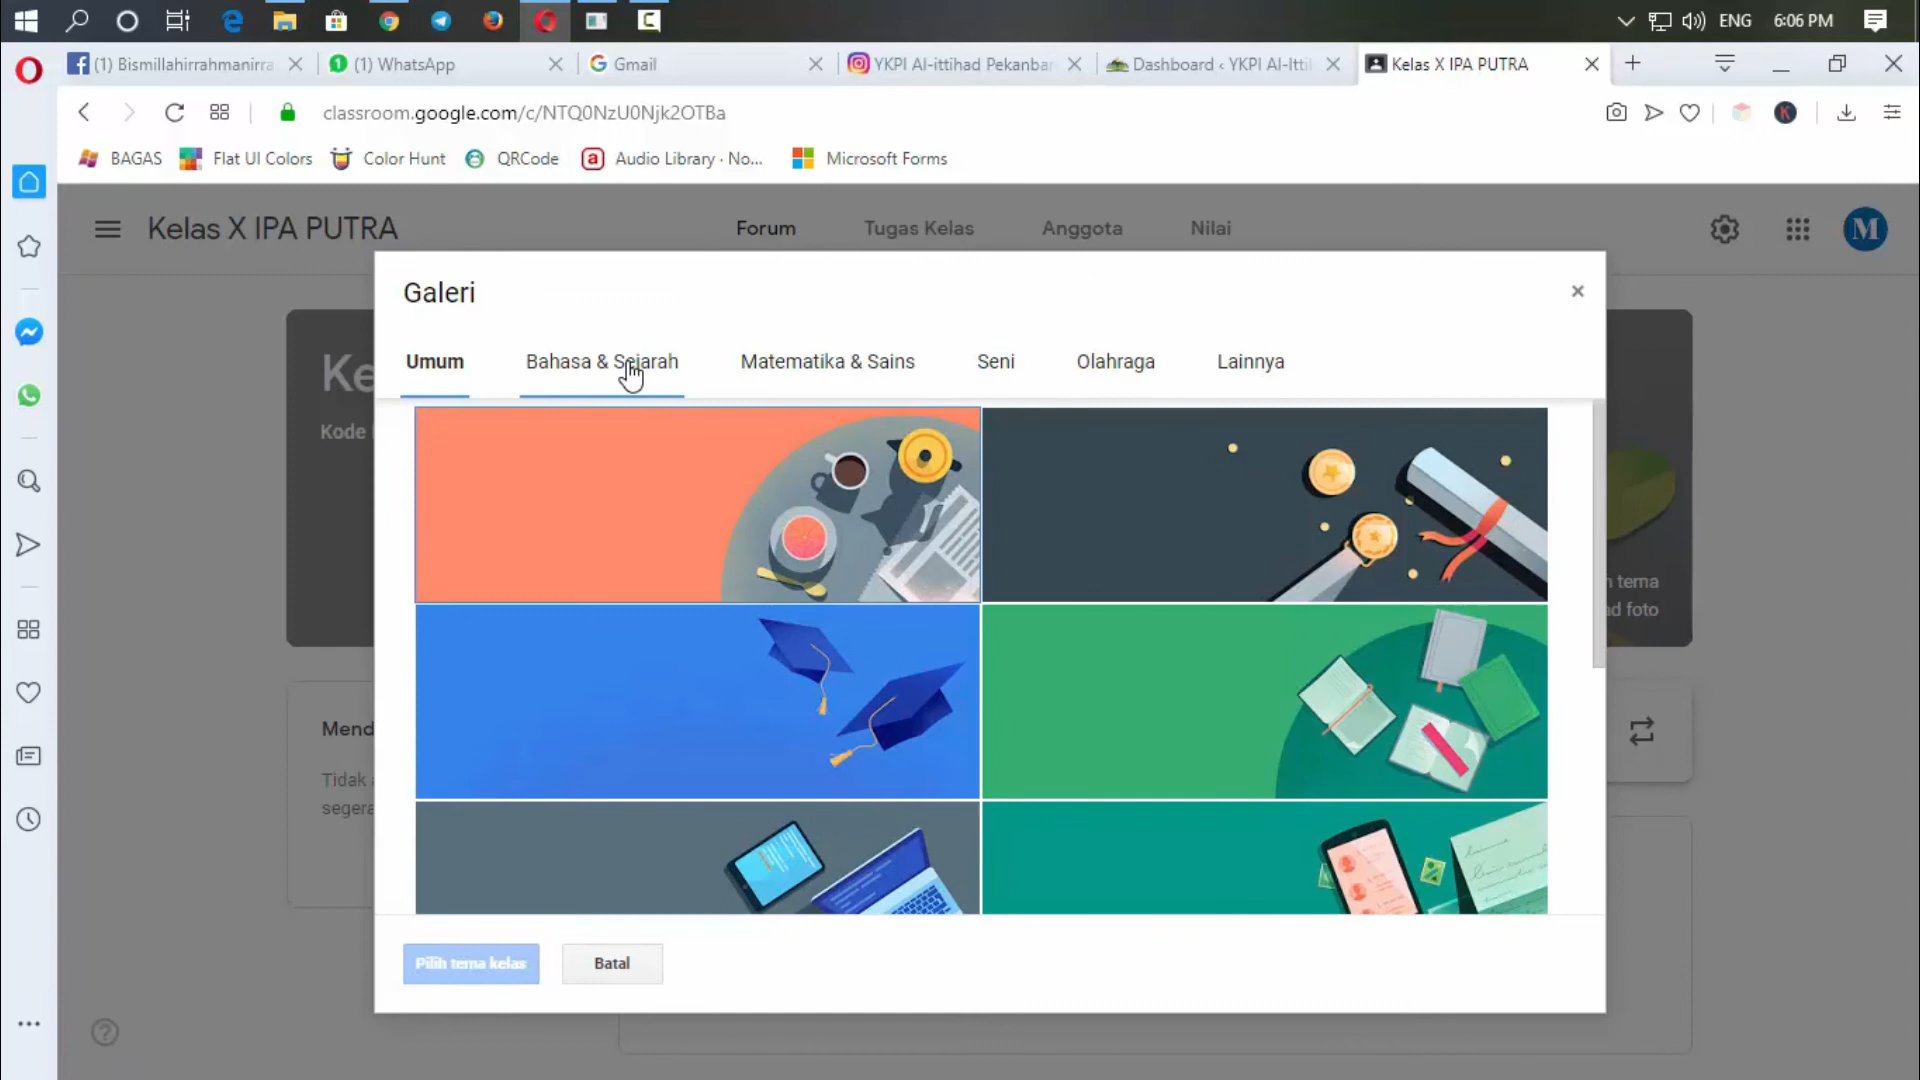 ENG 6:06 PM
(1) Bismillahirrahmanirra
(1) WhatsApp
Gmail
YKPI Al-ittihad Pekanbar
Dashboard ‹ YKPI Al-Itti
Kelas X IPA PUTRA
classroom.google.com/c/NTQ0NzU0Njk2OTBa
BAGAS
Flat UI Colors
Color Hunt
QRCode
Audio Library · No...
Microsoft Forms
Kelas X IPA PUTRA
Forum
Tugas Kelas
Anggota
Nilai
M
Galeri
Umum
Bahasa & Sejarah
Matematika & Sains
Seni
Olahraga
Lainnya
Ke
Kode
tema
d foto
Mend
Tidak
segera
Pilih tema kelas
Batal